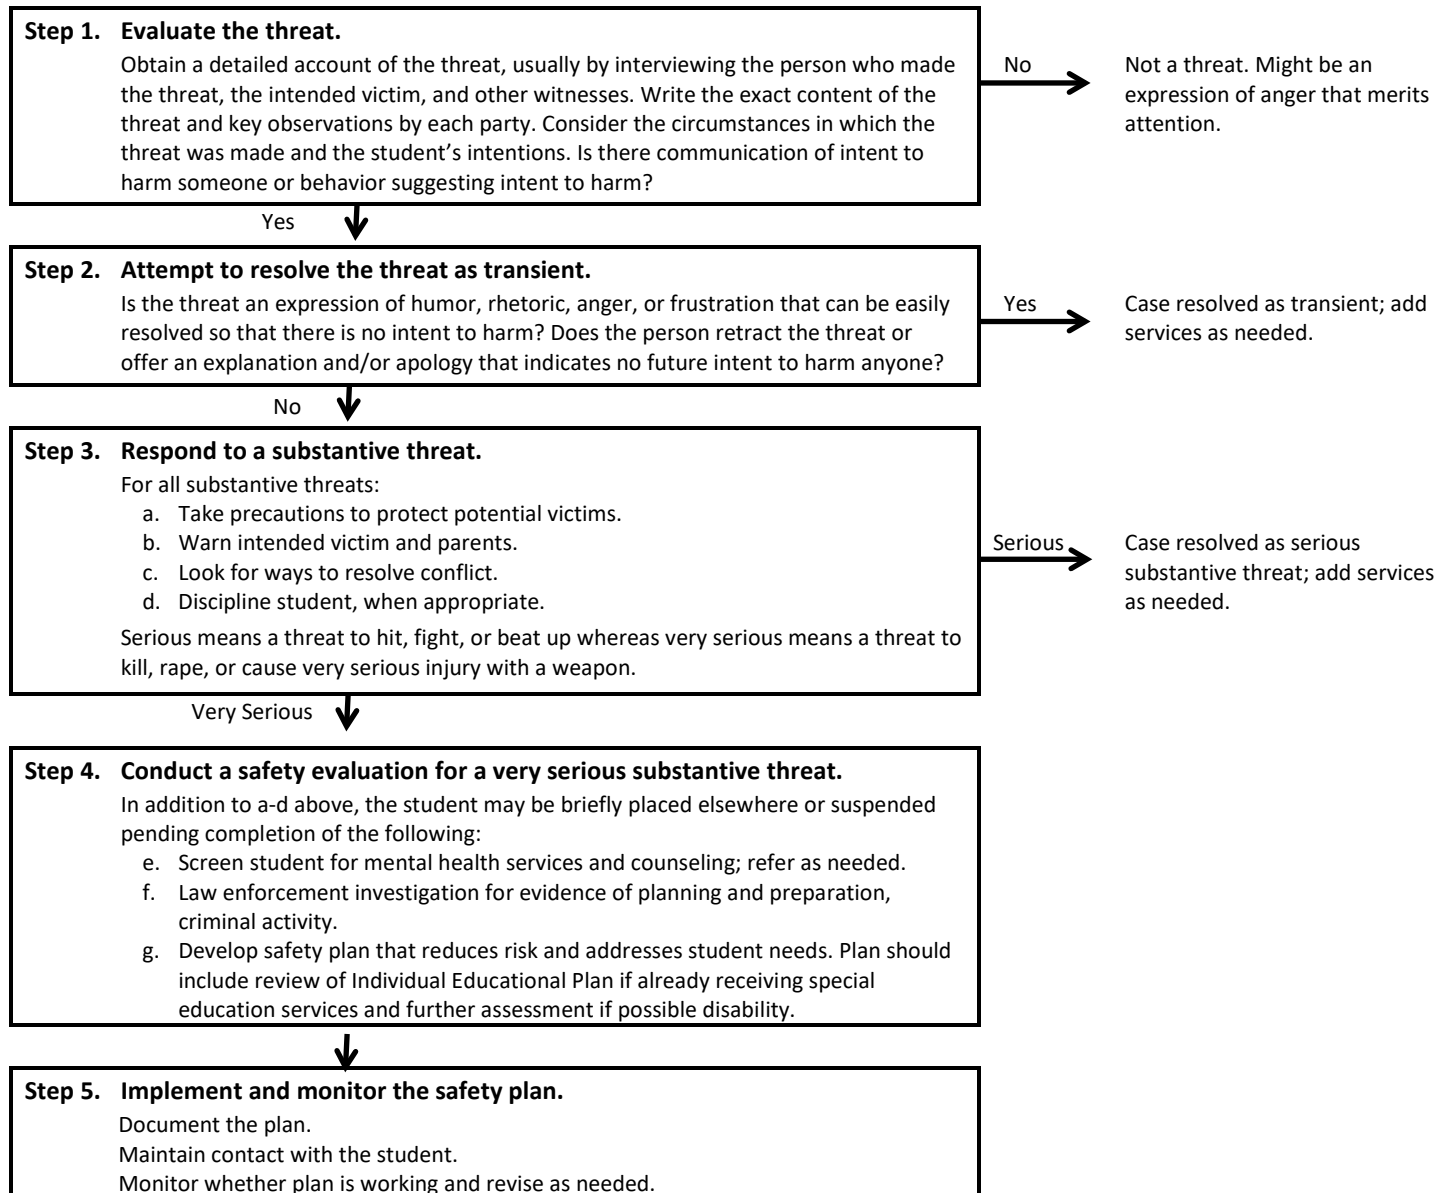 Step 1. Evaluate the threat.
Obtain a detailed account of the threat, usually by interviewing the person who made
the threat, the intended victim, and other witnesses. Write the exact content of the
threat and key observations by each party. Consider the circumstances in which the
threat was made and the student’s intentions. Is there communication of intent to
harm someone or behavior suggesting intent to harm?
No
Not a threat. Might be an
expression of anger that merits
attention.
Yes
Step 2. Attempt to resolve the threat as transient.
Is the threat an expression of humor, rhetoric, anger, or frustration that can be easily
resolved so that there is no intent to harm? Does the person retract the threat or
offer an explanation and/or apology that indicates no future intent to harm anyone?
Yes
Case resolved as transient; add
services as needed.
No
Step 3. Respond to a substantive threat.
For all substantive threats:
a. Take precautions to protect potential victims.
b. Warn intended victim and parents.
c. Look for ways to resolve conflict.
d. Discipline student, when appropriate.
Serious means a threat to hit, fight, or beat up whereas very serious means a threat to
kill, rape, or cause very serious injury with a weapon.
Serious
Case resolved as serious
substantive threat; add services
as needed.
Very Serious
Step 4. Conduct a safety evaluation for a very serious substantive threat.
In addition to a-d above, the student may be briefly placed elsewhere or suspended
pending completion of the following:
e. Screen student for mental health services and counseling; refer as needed.
f. Law enforcement investigation for evidence of planning and preparation,
criminal activity.
g. Develop safety plan that reduces risk and addresses student needs. Plan should
include review of Individual Educational Plan if already receiving special
education services and further assessment if possible disability.
Step 5. Implement and monitor the safety plan.
Document the plan.
Maintain contact with the student.
Monitor whether plan is working and revise as needed.